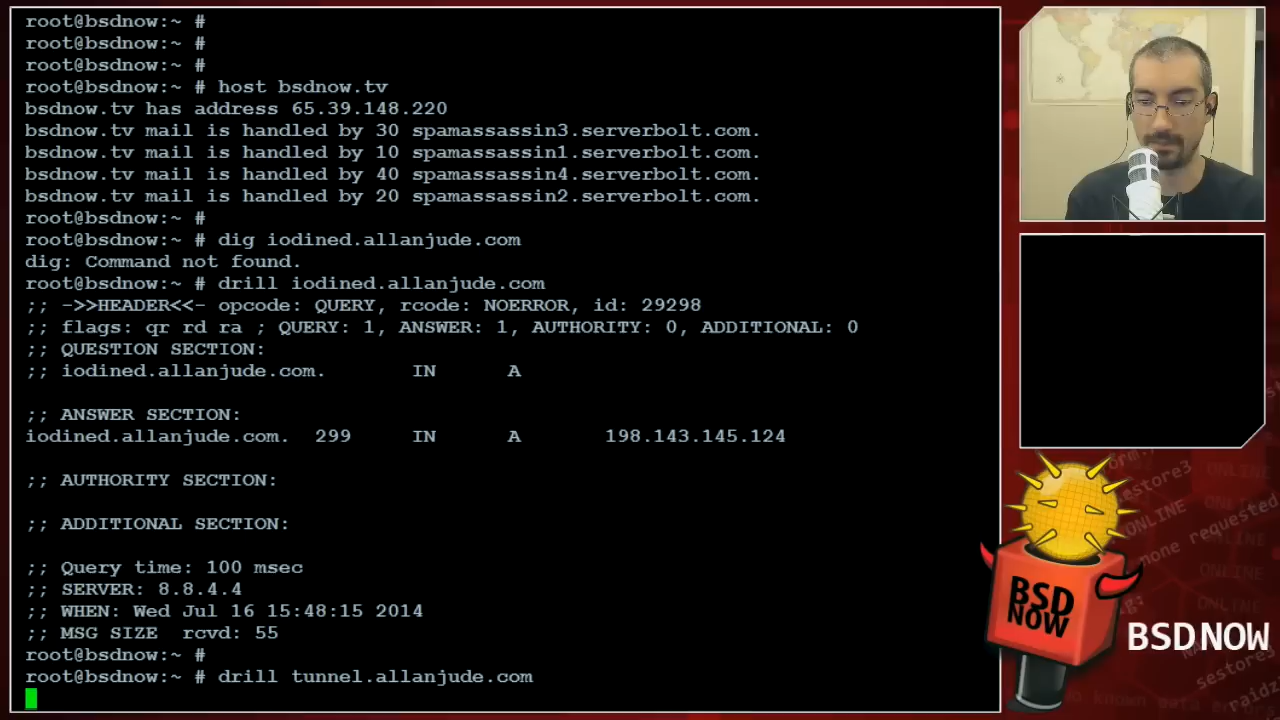 root@bsdnow:~ #
root@bsdnow:~ #
root@bsdnow:~ #
root@bsdnow:~ # host bsdnow.tv
bsdnow.tv has address 65.39.148.220
bsdnow.tv mail is handled by 30 spamassassin3.serverbolt.com.
bsdnow.tv mail is handled by 10 spamassassin1.serverbolt.com.
bsdnow.tv mail is handled by 40 spamassassin4.serverbolt.com.
bsdnow.tv mail is handled by 20 spamassassin2.serverbolt.com.
root@bsdnow:~ #
root@bsdnow:~ # dig iodined.allanjude.com
dig: Command not found.
root@bsdnow:~ # drill iodined.allanjude.com
;; ->>HEADER<<- opcode: QUERY, rcode: NOERROR, id: 29298
;; flags: qr rd ra ; QUERY: 1, ANSWER: 1, AUTHORITY: 0, ADDITIONAL: 0
;; QUESTION SECTION:
;; iodined.allanjude.com. IN A
;; ANSWER SECTION:
iodined.allanjude.com. 299 IN A 198.143.145.124
;; AUTHORITY SECTION:
;; ADDITIONAL SECTION:
;; Query time: 100 msec
;; SERVER: 8.8.4.4
;; WHEN: Wed Jul 16 15:48:15 2014
;; MSG SIZE rcvd: 55
root@bsdnow:~ #
root@bsdnow:~ # drill tunnel.allanjude.com
BSD
NOW
BSDNOW
ONLINE
ONLINE
ONLINE
ONLINE
none requested